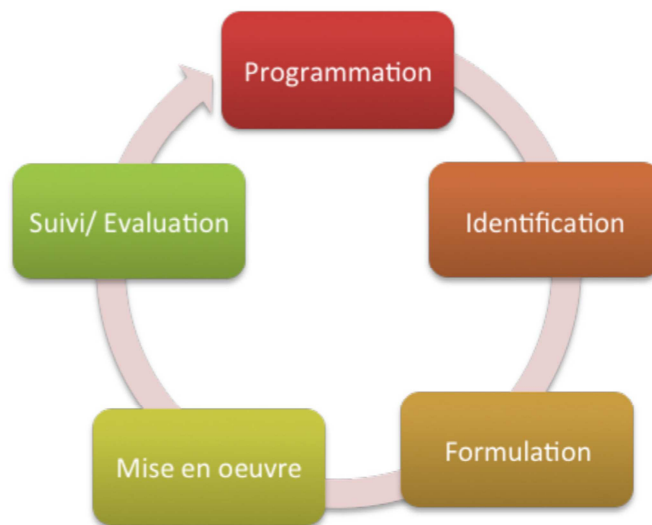 Programmation
Identification
Formulation
Mise en oeuvre
Suivi/ Evaluation